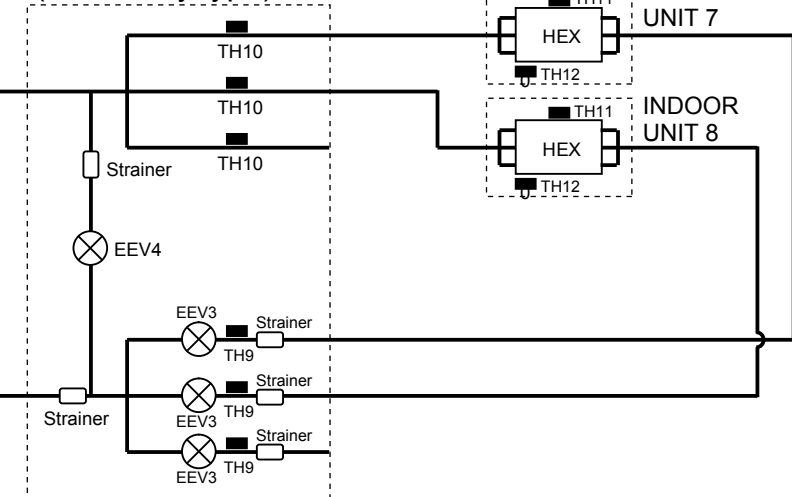 UNIT 7
TH10
HEX
TH12
TH10
TH11
INDOOR
UNIT 8
TH10
HEX
Strainer
TH12
EEV4
EEV3
Strainer
TH9
Strainer
Strainer
EEV3
TH9
Strainer
EEV3
TH9